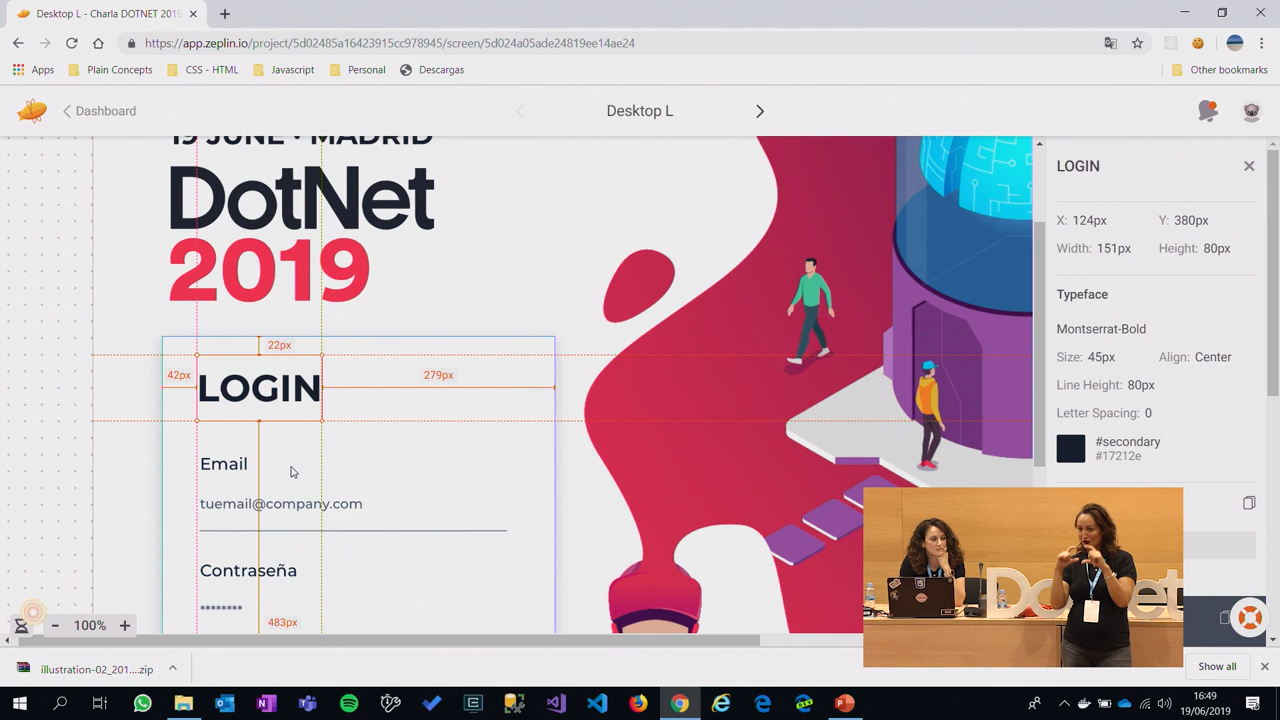 Desktop L - Charla DOTNET 2019
https://app.zeplin.io/project/5d02485a16423915cc978945/screen/5d024a05ade24819ee14ae24
Apps Plain Concepts CSS - HTML Javascript Personal Descargas Other bookmarks
Dashboard Desktop L
19 JUNE · MADRID
DotNet
2019
22px
42px 279px
LOGIN
Email
tuemail@company.com
Contraseña
********
483px
100%
LOGIN
X: 124px Y: 380px
Width: 151px Height: 80px
Typeface
Montserrat-Bold
Size: 45px Align: Center
Line Height: 80px
Letter Spacing: 0
#secondary
#17212e
DotNet
illustration-02_201....zip
Show all
16:49
19/06/2019